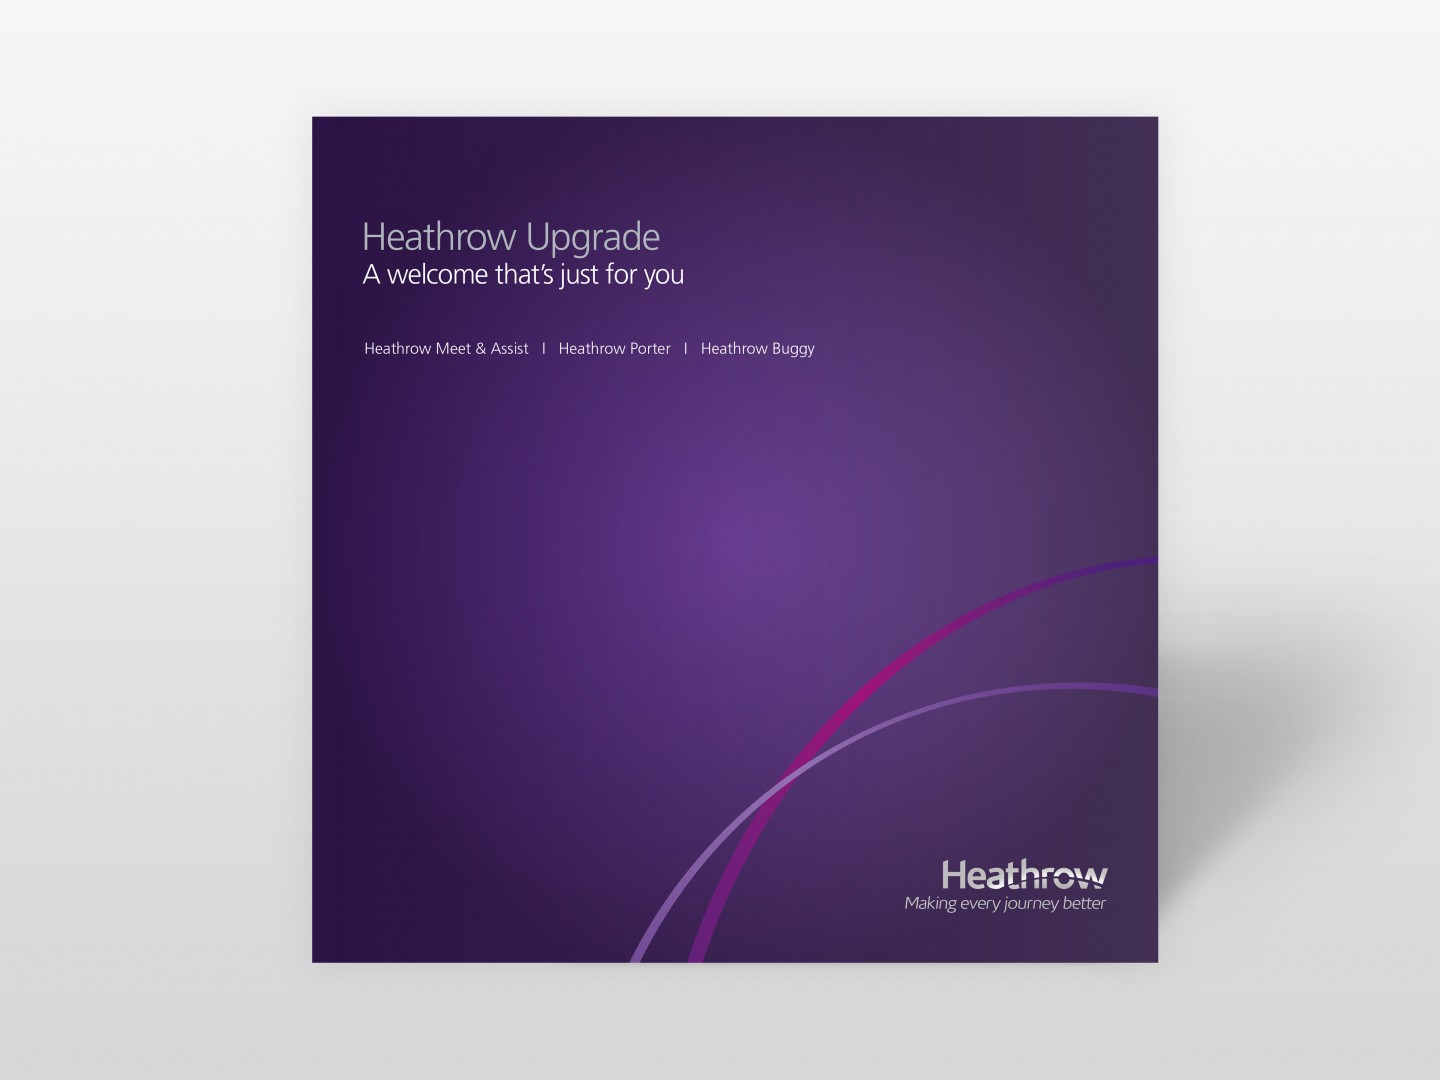 Heathrow Upgrade
A welcome that's just for you
Heathrow Meet & Assist | Heathrow Porter | Heathrow Buggy
Heathrow
Making every journey better